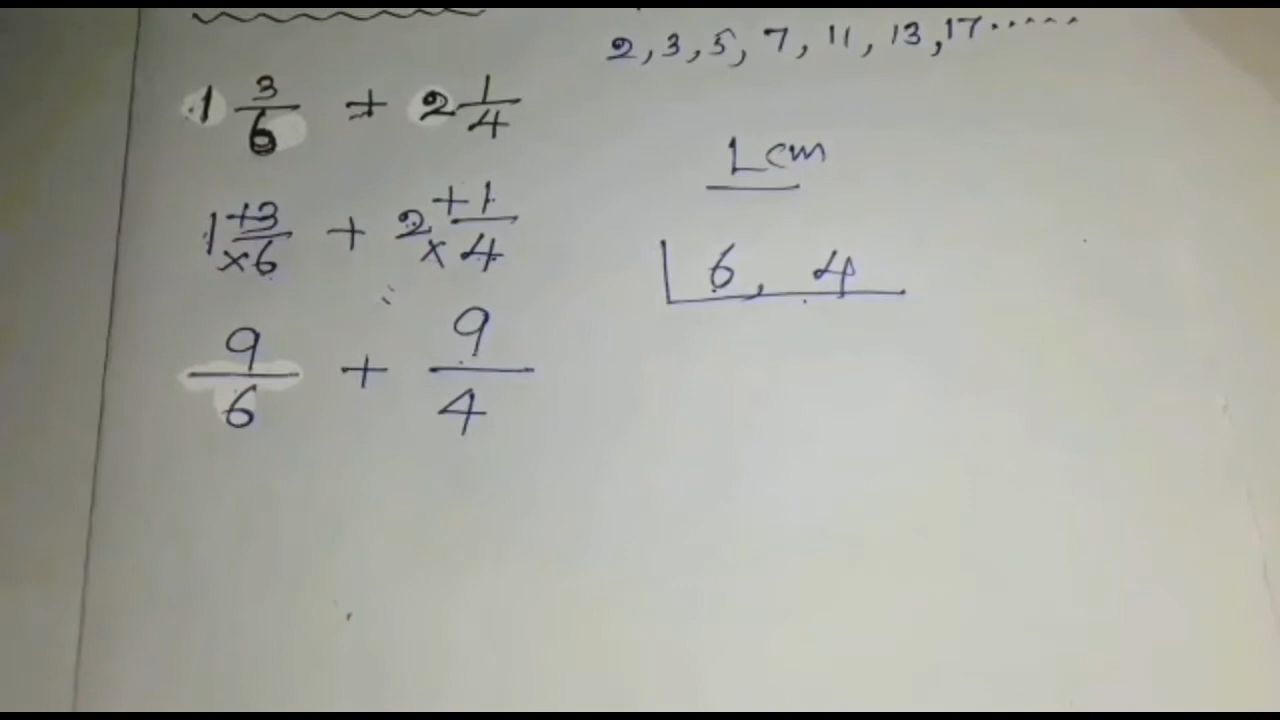 2, 3, 5, 7, 11, 13, 17 ......
1 3/6 + 2 1/4
Lcm
1 +3/×6 + 2 +1/×4
6, 4
9/6 + 9/4